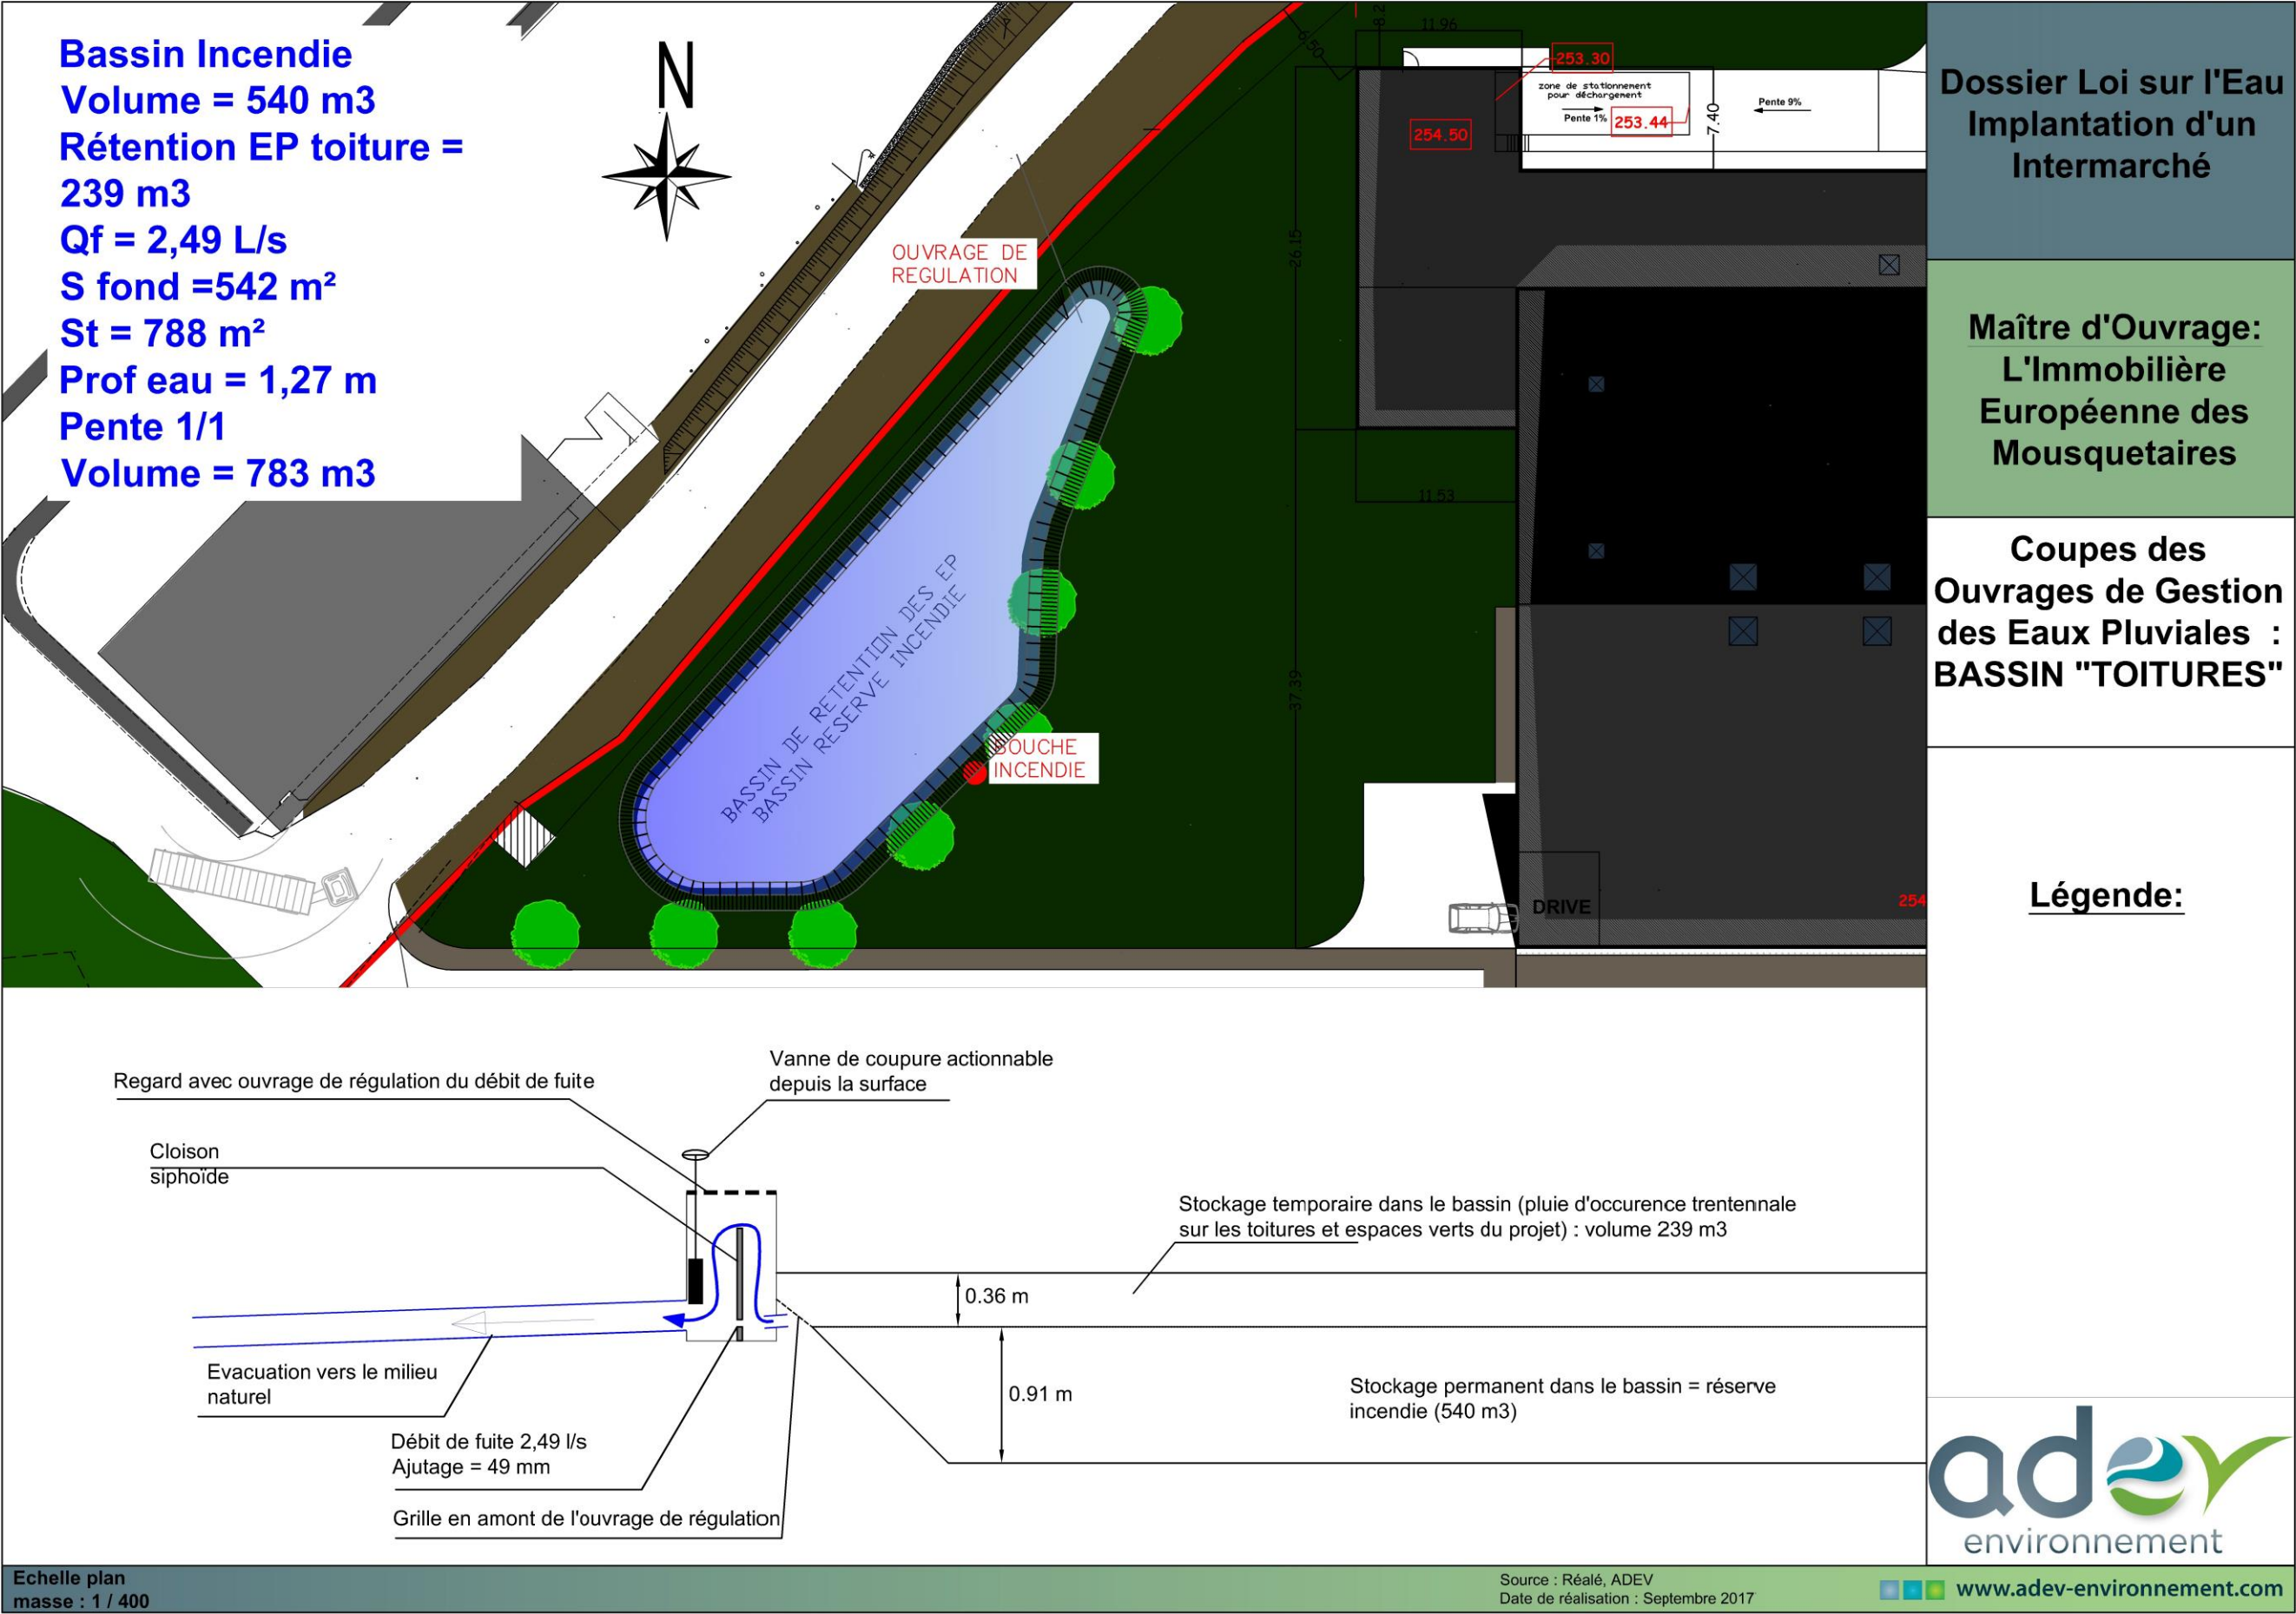 Bassin Incendie
Volume = 540 m3
Rétention EP toiture =
239 m3
Qf = 2,49 L/s
S fond =542 m²
St = 788 m²
Prof eau = 1,27 m
Pente 1/1
Volume = 783 m3
N
OUVRAGE DE
REGULATION
BASSIN DE RETENTION DES EP
BASSIN RESERVE INCENDIE
BOUCHE
INCENDIE
6.50
8.2
11.96
253.30
zone de stationnement
pour déchargement
Pente 1%
253.44
254.50
7.40
Pente 9%
26.15
11.53
37.39
DRIVE
254
Dossier Loi sur l'Eau
Implantation d'un
Intermarché
Maître d'Ouvrage:
L'Immobilière
Européenne des
Mousquetaires
Coupes des
Ouvrages de Gestion
des Eaux Pluviales :
BASSIN "TOITURES"
Légende:
Regard avec ouvrage de régulation du débit de fuite
Vanne de coupure actionnable
depuis la surface
Cloison
siphoïde
Stockage temporaire dans le bassin (pluie d'occurence trentennale
sur les toitures et espaces verts du projet) : volume 239 m3
0.36 m
0.91 m
Stockage permanent dans le bassin = réserve
incendie (540 m3)
Evacuation vers le milieu
naturel
Débit de fuite 2,49 l/s
Ajutage = 49 mm
Grille en amont de l'ouvrage de régulation
adev
environnement
Echelle plan
masse : 1 / 400
Source : Réalé, ADEV
Date de réalisation : Septembre 2017
www.adev-environnement.com